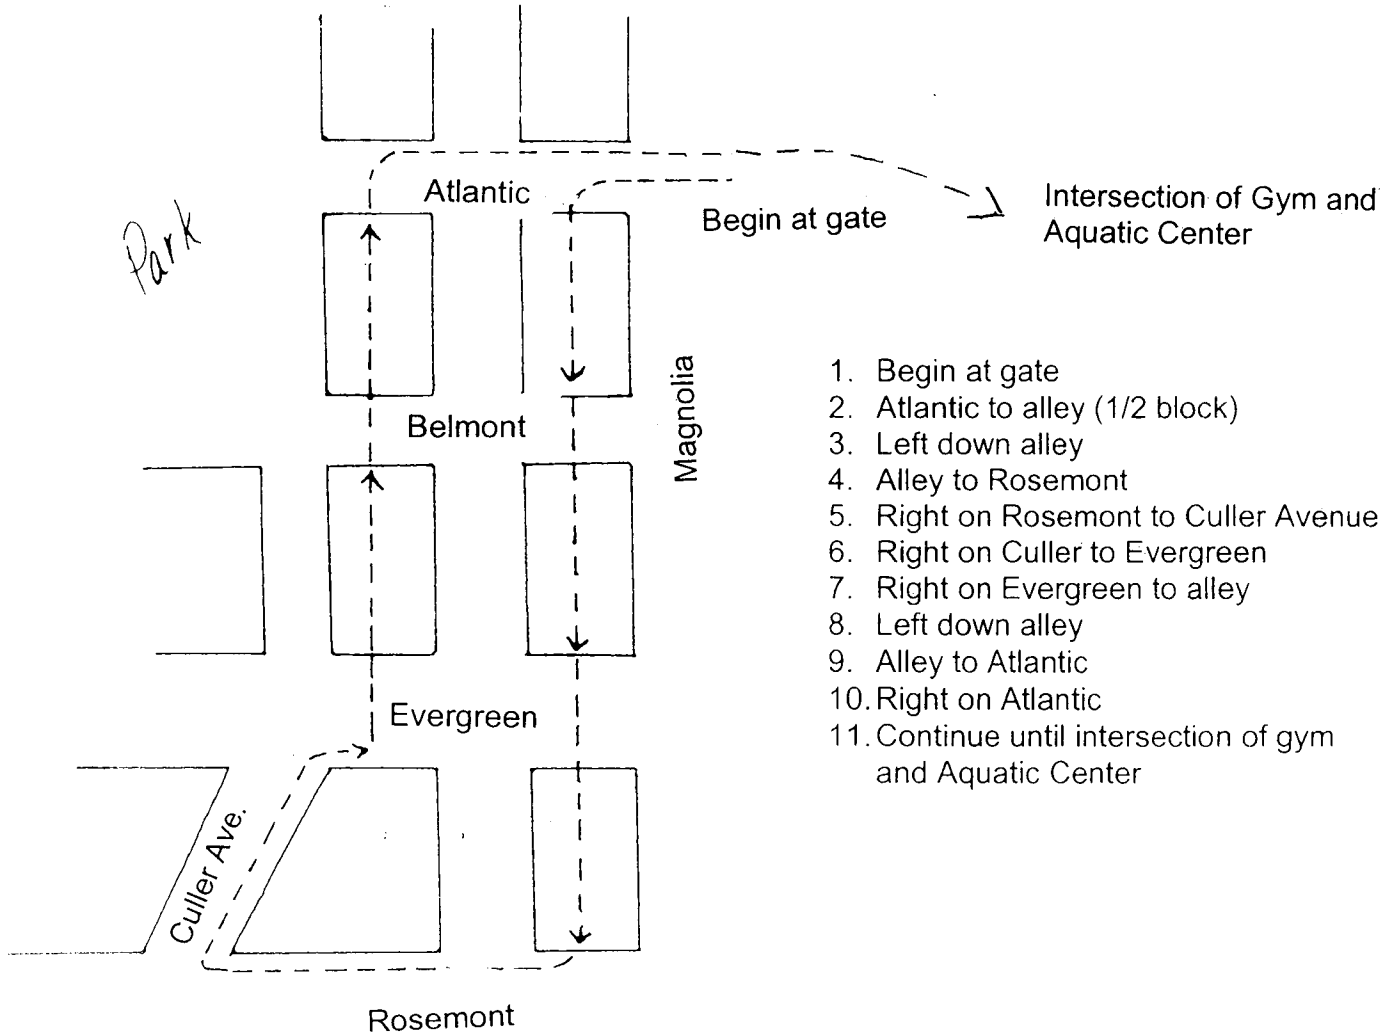 Atlantic
Begin at gate
Intersection of Gym and
Aquatic Center
Park
Belmont
Magnolia
1. Begin at gate
2. Atlantic to alley (1/2 block)
3. Left down alley
4. Alley to Rosemont
5. Right on Rosemont to Culler Avenue
6. Right on Culler to Evergreen
7. Right on Evergreen to alley
8. Left down alley
9. Alley to Atlantic
10. Right on Atlantic
11. Continue until intersection of gym
and Aquatic Center
Evergreen
Culler Ave.
Rosemont